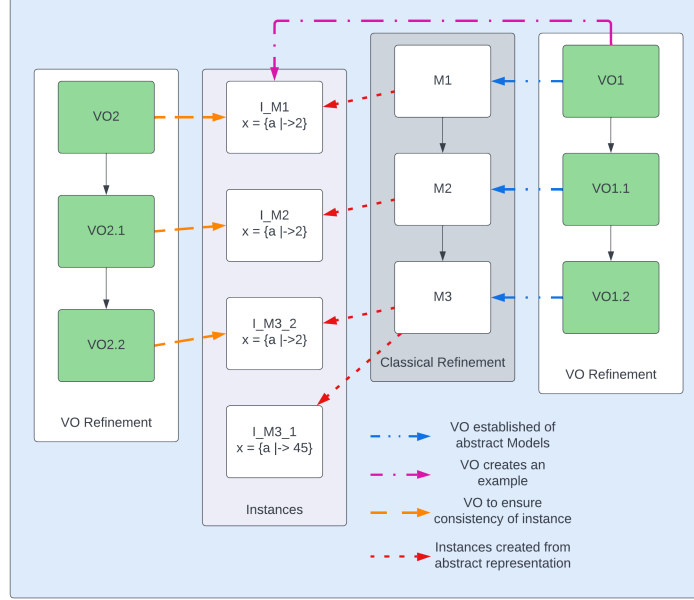 VO2
VO2.1
VO2.2
VO Refinement
I_M1
x = {a |->2}
I_M2
x = {a |->2}
I_M3_2
x = {a |->2}
I_M3_1
x = {a |-> 45}
Instances
M1
M2
M3
Classical Refinement
VO1
VO1.1
VO1.2
VO Refinement
VO established of
abstract Models
VO creates an
example
VO to ensure
consistency of instance
Instances created from
abstract representation